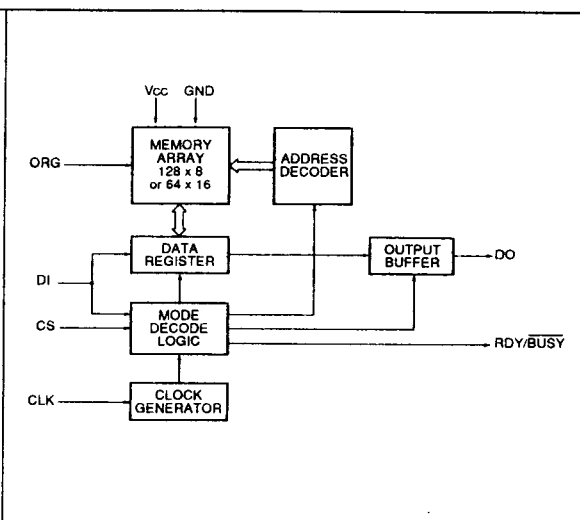 Vcc GND
ORG
MEMORY
ARRAY
128 x 8
or 64 x 16
ADDRESS
DECODER
DATA
REGISTER
OUTPUT
BUFFER
DO
DI
CS
MODE
DECODE
LOGIC
RDY/BUSY
CLK
CLOCK
GENERATOR